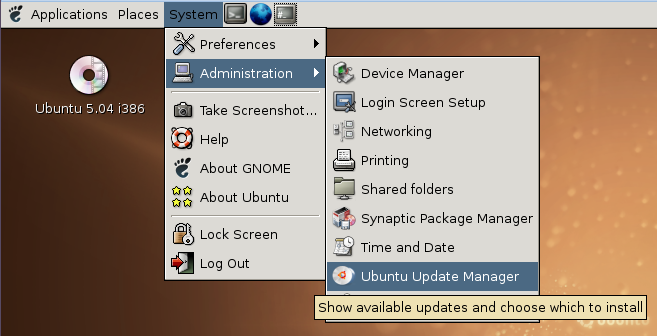 Applications Places System
Ubuntu 5.04 i386
Preferences
Administration
Take Screenshot...
Help
About GNOME
About Ubuntu
Lock Screen
Log Out
Device Manager
Login Screen Setup
Networking
Printing
Shared folders
Synaptic Package Manager
Time and Date
Ubuntu Update Manager
Show available updates and choose which to install